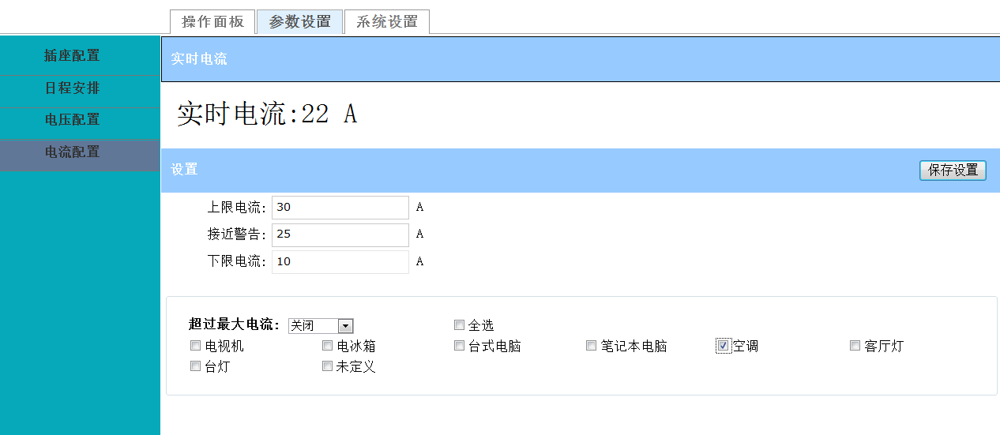 操作面板 参数设置 系统设置
插座配置
日程安排
电压配置
电流配置
实时电流
实时电流:22 A
设置 保存设置
上限电流: 30 A
接近警告: 25 A
下限电流: 10 A
超过最大电流: 关闭 全选
电视机 电冰箱 台式电脑 笔记本电脑 空调 客厅灯
台灯 未定义